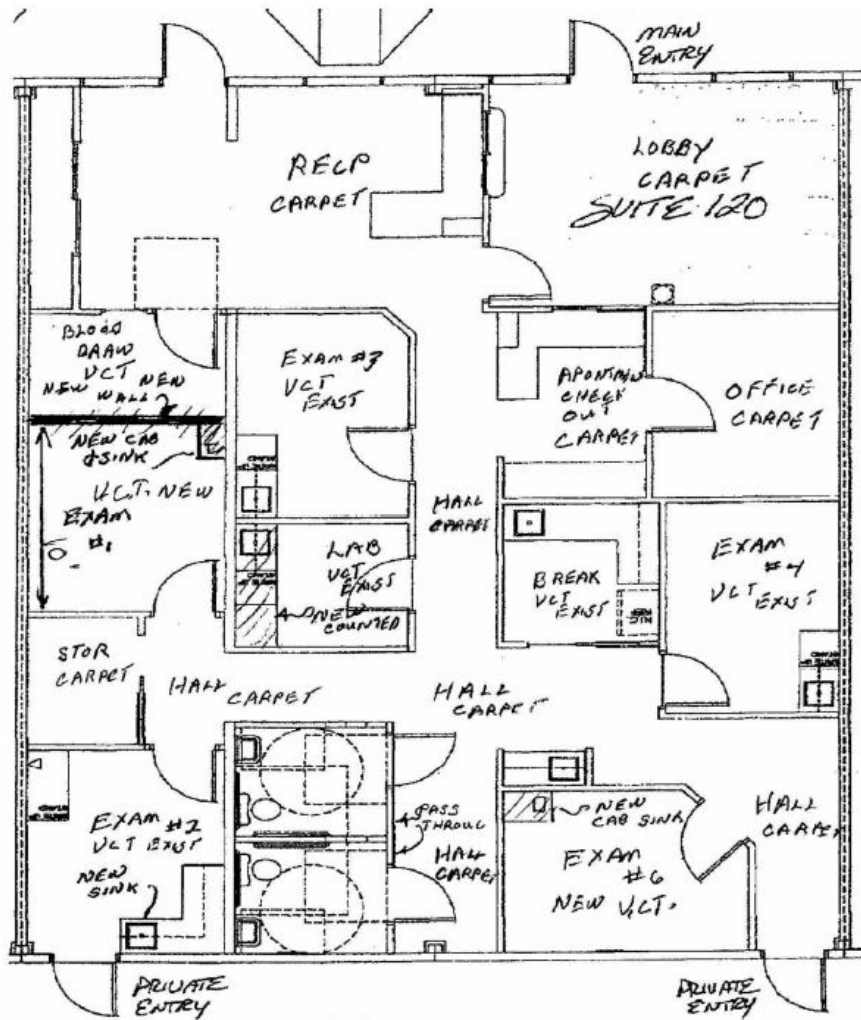 MAIN
ENTRY
RECP
CARPET
LOBBY
CARPET
SUITE 120
BLOOD
DRAW
VCT
NEW
NEW
WALL
EXAM #3
VCT
EXIST
APONTMN
CHECK
OUT
CARPET
OFFICE
CARPET
NEW CAB
& SINK
V.C.T. NEW
EXAM
#1
HALL
CARPET
LAB
VCT
EXIST
NEW
COUNTER
BREAK
VCT
EXIST
EXAM
#4
VCT
EXIST
STOR
CARPET
HALL
CARPET
HALL
CARPET
EXAM #2
VCT EXIST
NEW
SINK
PASS
THROUG
HALL
CARPET
NEW
CAB SINK
EXAM
#6
NEW V.C.T.
HALL
CARPET
PRIVATE
ENTRY
PRIVATE
ENTRY